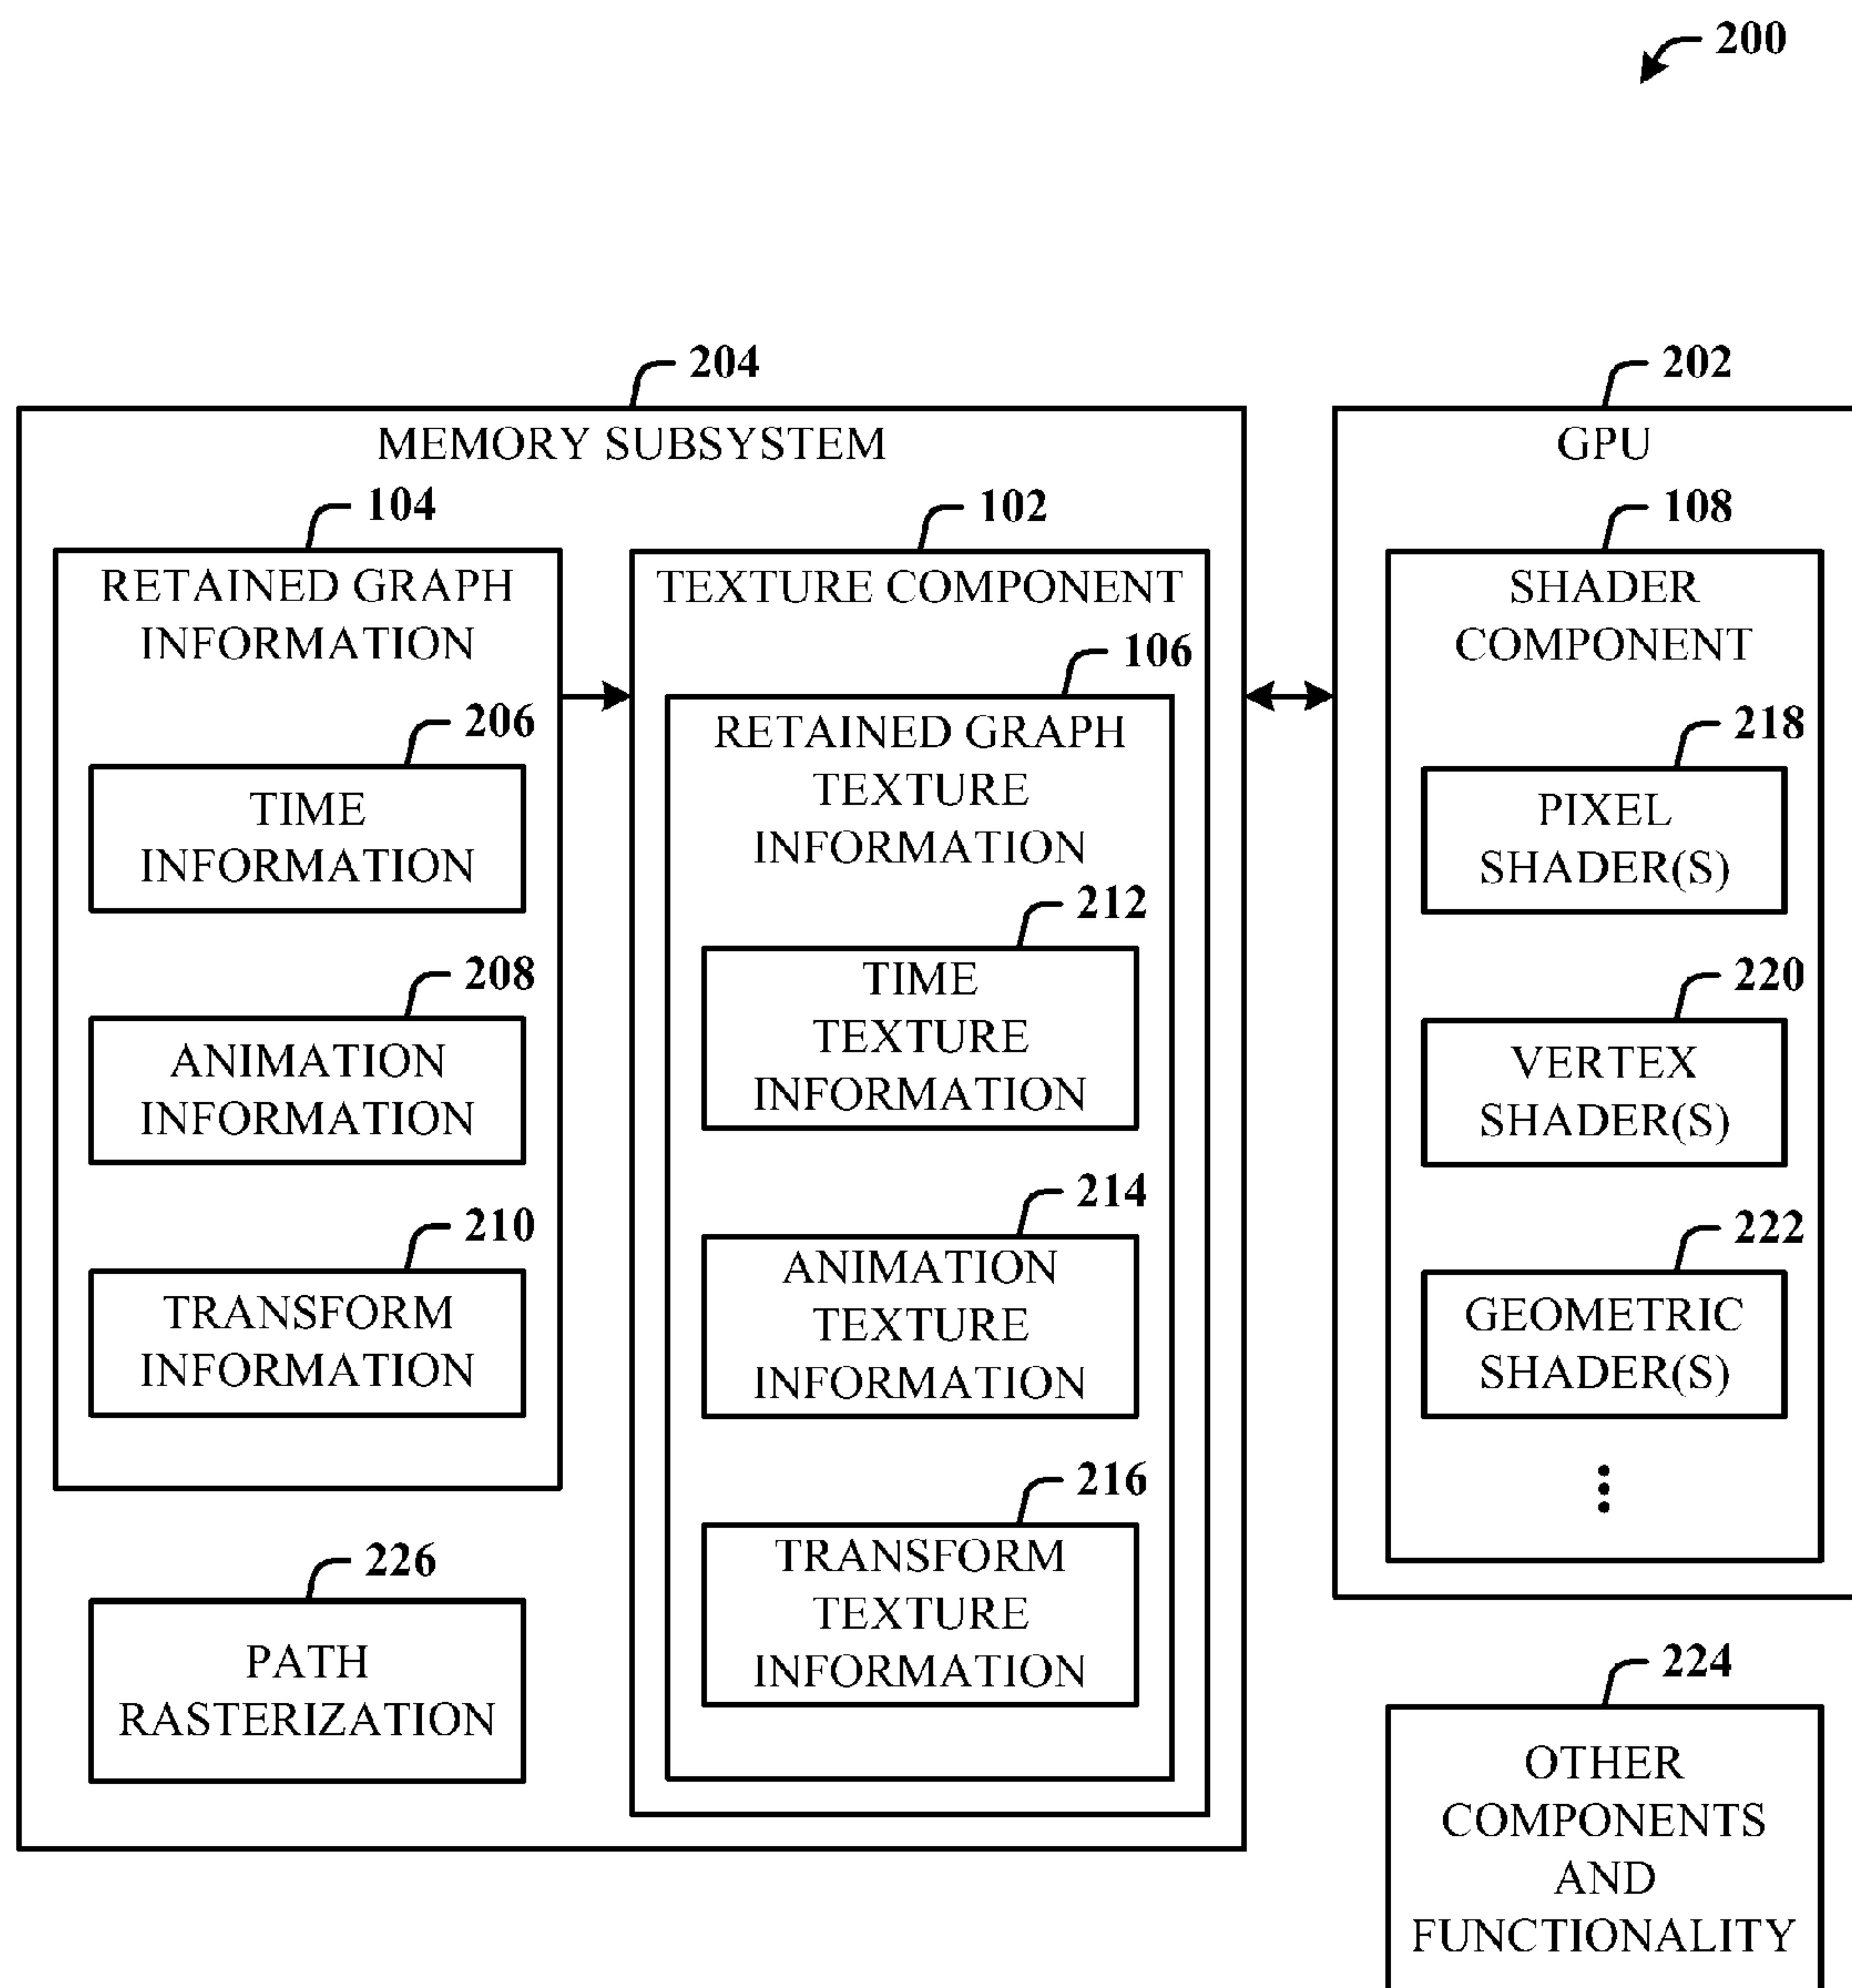 200
204
MEMORY SUBSYSTEM
104
RETAINED GRAPH
INFORMATION
206
TIME
INFORMATION
208
ANIMATION
INFORMATION
210
TRANSFORM
INFORMATION
226
PATH
RASTERIZATION
102
TEXTURE COMPONENT
106
RETAINED GRAPH
TEXTURE
INFORMATION
212
TIME
TEXTURE
INFORMATION
214
ANIMATION
TEXTURE
INFORMATION
216
TRANSFORM
TEXTURE
INFORMATION
202
GPU
108
SHADER
COMPONENT
218
PIXEL
SHADER(S)
220
VERTEX
SHADER(S)
222
GEOMETRIC
SHADER(S)
224
OTHER
COMPONENTS
AND
FUNCTIONALITY